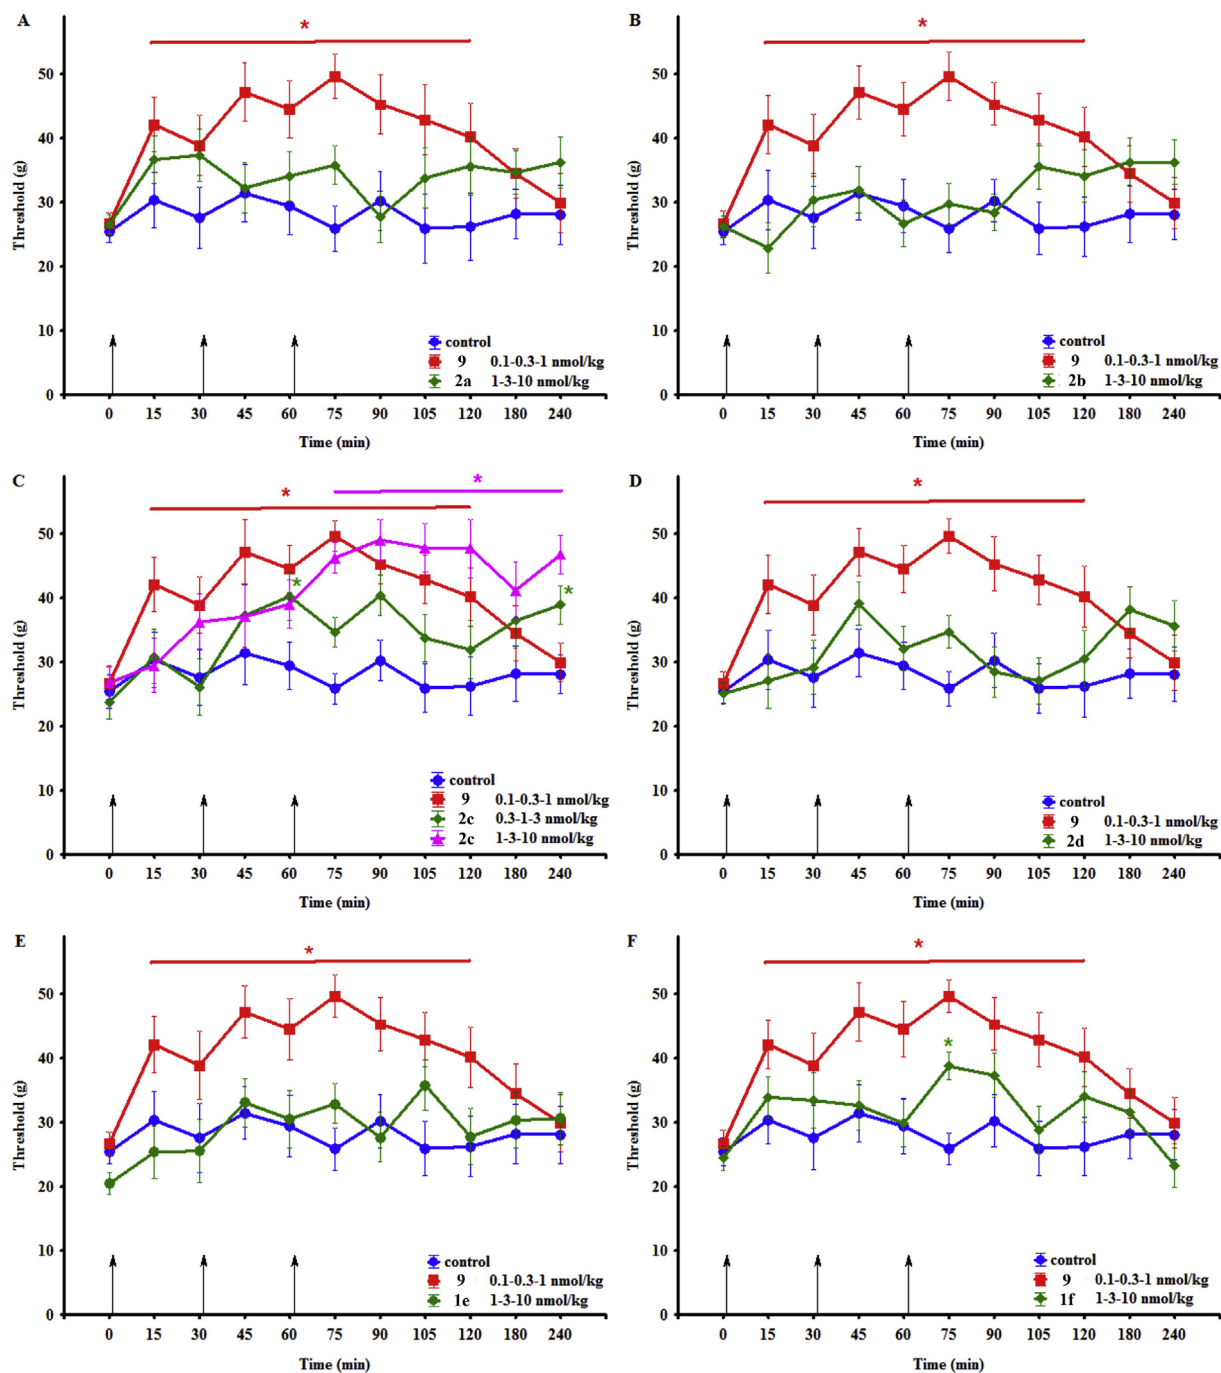 A
*
Threshold (g)
50
40
30
20
10
0
control
9 0.1-0.3-1 nmol/kg
2a 1-3-10 nmol/kg
0 15 30 45 60 75 90 105 120 180 240
Time (min)
B
*
Threshold (g)
50
40
30
20
10
0
control
9 0.1-0.3-1 nmol/kg
2b 1-3-10 nmol/kg
0 15 30 45 60 75 90 105 120 180 240
Time (min)
C
*
*
*
*
Threshold (g)
50
40
30
20
10
0
control
9 0.1-0.3-1 nmol/kg
2c 0.3-1-3 nmol/kg
2c 1-3-10 nmol/kg
0 15 30 45 60 75 90 105 120 180 240
Time (min)
D
*
Threshold (g)
50
40
30
20
10
0
control
9 0.1-0.3-1 nmol/kg
2d 1-3-10 nmol/kg
0 15 30 45 60 75 90 105 120 180 240
Time (min)
E
*
Threshold (g)
50
40
30
20
10
0
control
9 0.1-0.3-1 nmol/kg
1e 1-3-10 nmol/kg
0 15 30 45 60 75 90 105 120 180 240
Time (min)
F
*
*
Threshold (g)
50
40
30
20
10
0
control
9 0.1-0.3-1 nmol/kg
1f 1-3-10 nmol/kg
0 15 30 45 60 75 90 105 120 180 240
Time (min)